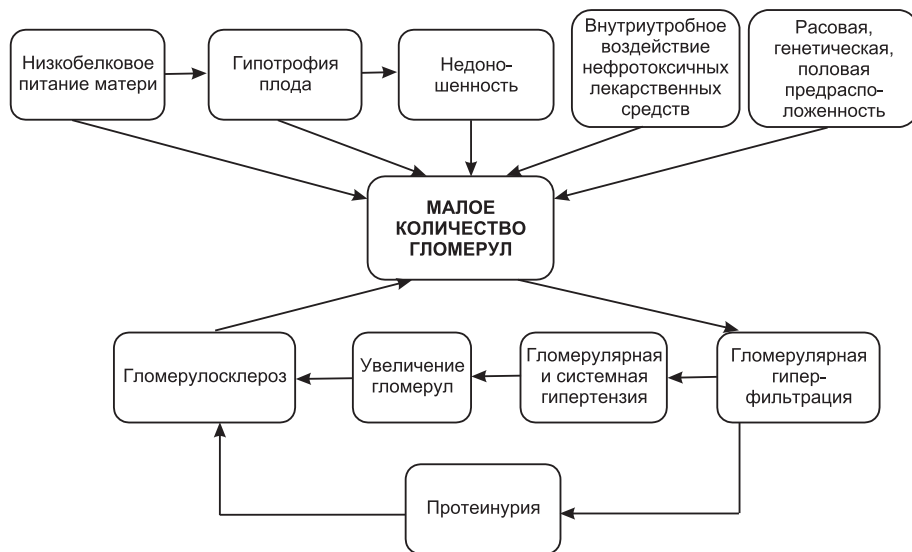 Низкобелковое
питание матери
Гипотрофия
плода
Недоно-
шенность
Внутриутробное
воздействие
нефротоксичных
лекарственных
средств
Расовая,
генетическая,
половая
предраспо-
ложенность
МАЛОЕ
КОЛИЧЕСТВО
ГЛОМЕРУЛ
Гломерулосклероз
Увеличение
гломерул
Гломерулярная
и системная
гипертензия
Гломерулярная
гипер-
фильтрация
Протеинурия